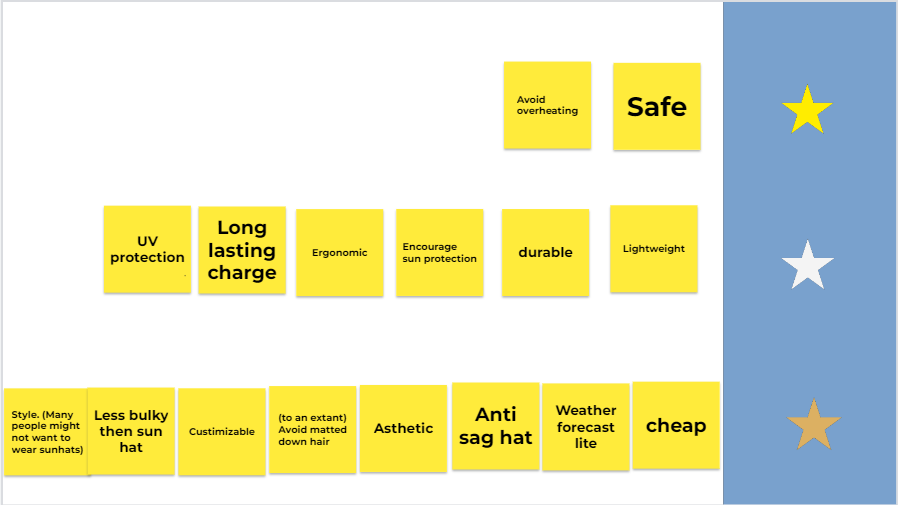 Avoid
overheating
Safe
UV
protection
.
Long
lasting
charge
Ergonomic
Encourage
sun protection
durable
Lightweight
Style. (Many
people might
not want to
wear sunhats)
Less bulky
then sun
hat
Custimizable
(to an extant)
Avoid matted
down hair
Asthetic
Anti
sag hat
Weather
forecast
lite
cheap